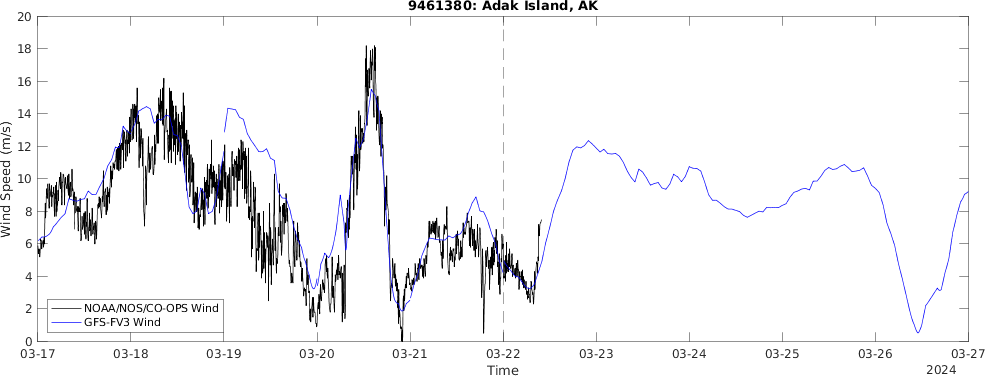 9461380: Adak Island, AK
Wind Speed (m/s)
20
18
16
14
12
10
8
6
4
2
0
NOAA/NOS/CO-OPS Wind
GFS-FV3 Wind
03-17 03-18 03-19 03-20 03-21 03-22 03-23 03-24 03-25 03-26 03-27
Time
2024